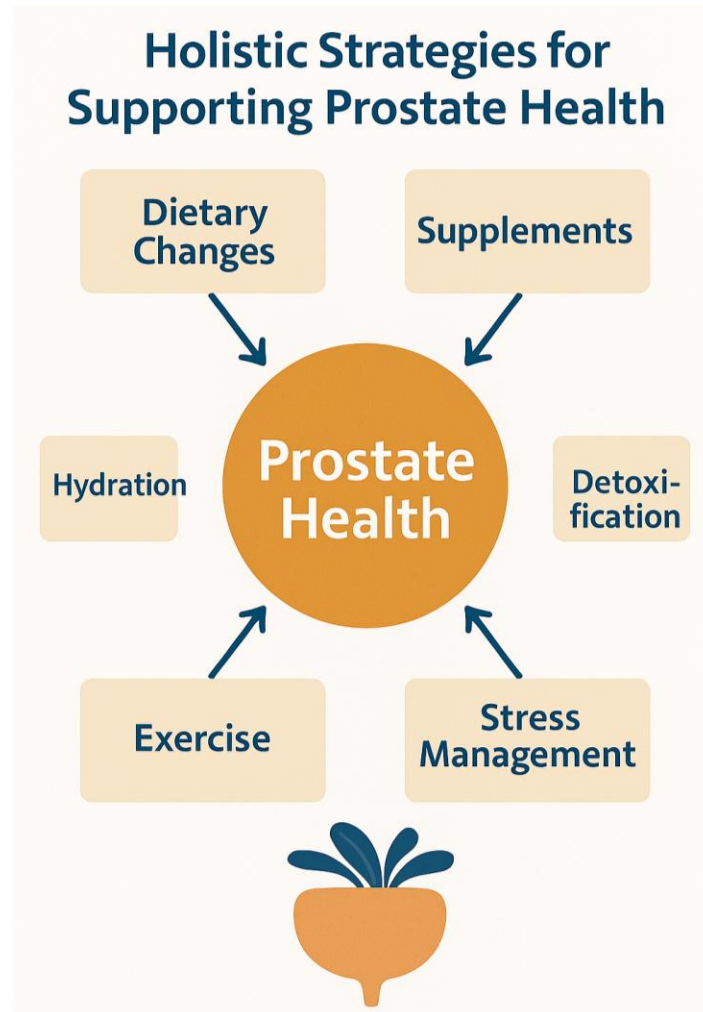 Holistic Strategies for
Supporting Prostate Health
Dietary
Changes
Supplements
Hydration
Prostate
Health
Detoxi-
fication
Exercise
Stress
Management